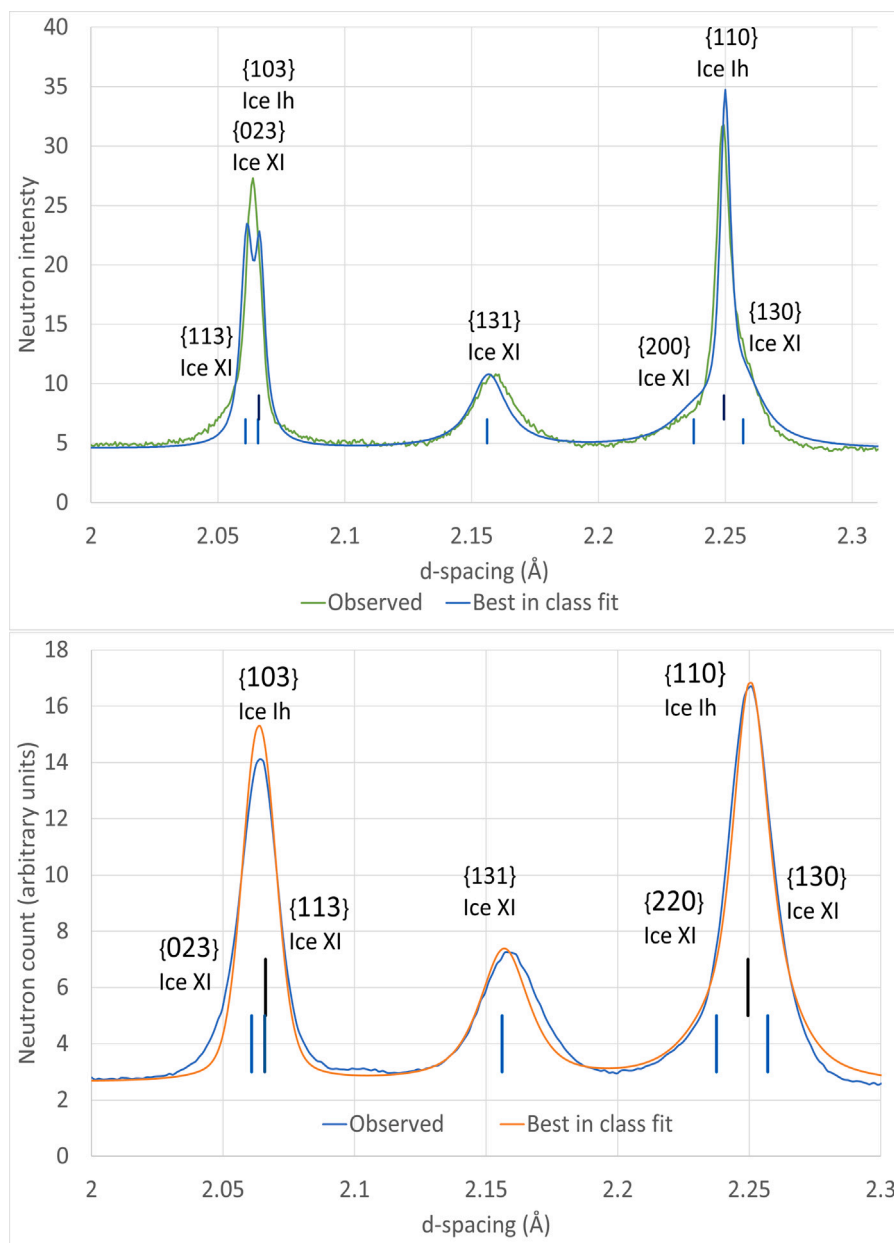 40
35
30
25
20
15
10
5
0
Neutron intensty
{103}
Ice Ih
{023}
Ice XI
{113}
Ice XI
{131}
Ice XI
{110}
Ice Ih
{200}
Ice XI
{130}
Ice XI
2 2.05 2.1 2.15 2.2 2.25 2.3
d-spacing (Å)
Observed Best in class fit
18
16
14
12
10
8
6
4
2
0
Neutron count (arbitrary units)
{103}
Ice Ih
{023}
Ice XI
{113}
Ice XI
{131}
Ice XI
{110}
Ice Ih
{220}
Ice XI
{130}
Ice XI
Observed Best in class fit
2 2.05 2.1 2.15 2.2 2.25 2.3
d-spacing (Å)